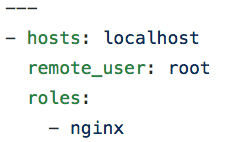 ---
- hosts: localhost
  remote_user: root
  roles:
    - nginx